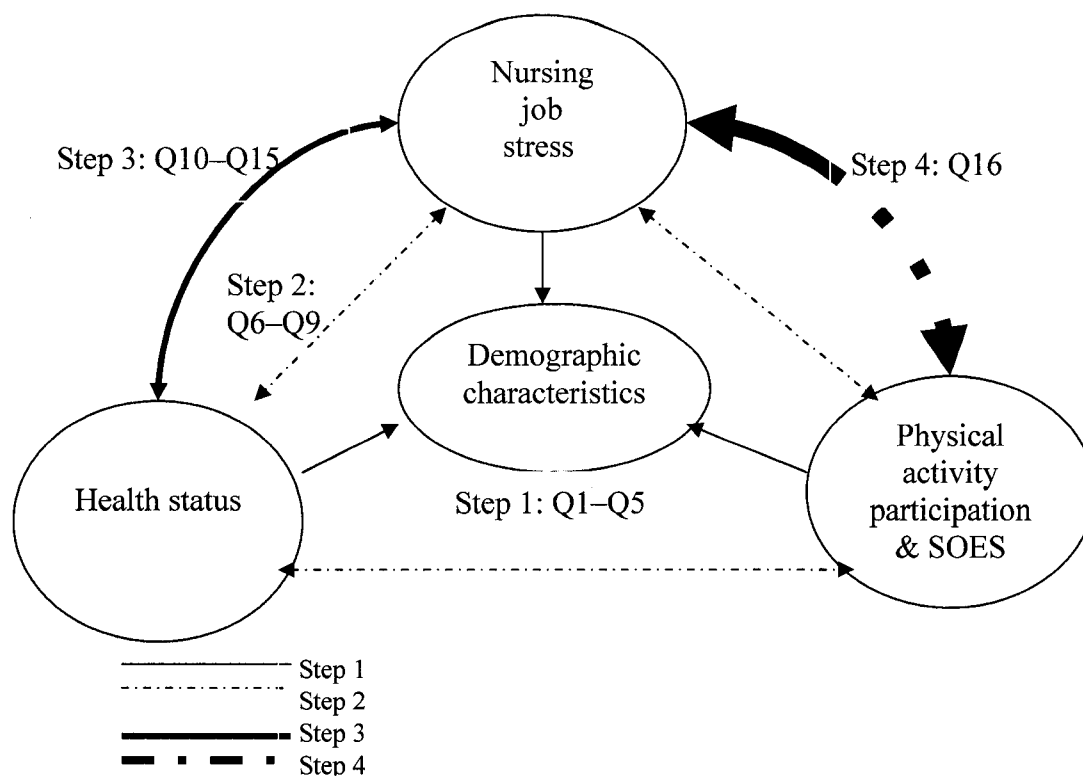 Nursing
job
stress
Step 3: Q10–Q15
Step 4: Q16
Step 2:
Q6–Q9
Demographic
characteristics
Health status
Physical
activity
participation
& SOES
Step 1: Q1–Q5
Step 1
Step 2
Step 3
Step 4